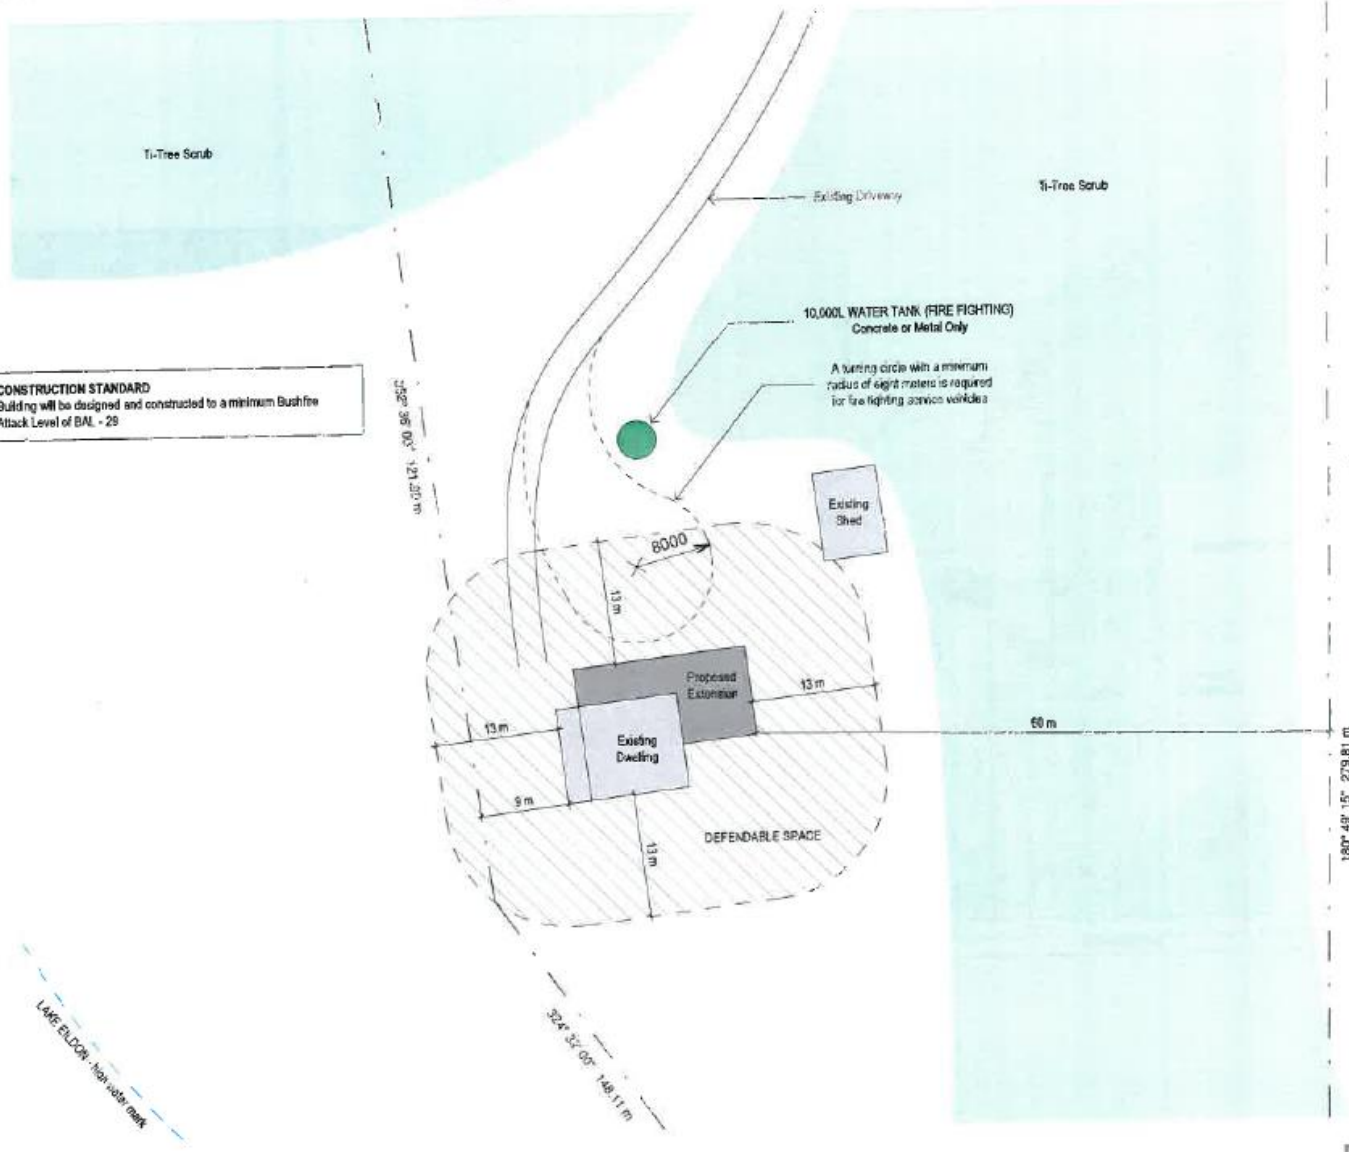 Ti-Tree Scrub
Ti-Tree Scrub
Existing Driveway
10,000L WATER TANK (FIRE FIGHTING)
Concrete or Metal Only
A turning circle with a minimum
radius of eight meters is required
for fire fighting service vehicles
CONSTRUCTION STANDARD
Building will be designed and constructed to a minimum Bushfire
Attack Level of BAL - 29
352° 36' 00"
Existing
Shed
8000
13 m
Proposed
Extension
13 m
13 m
60 m
Existing
Dwelling
9 m
13 m
DEFENDABLE SPACE
180° 49' 15" 279.81 m
LAKE EILDON - high water mark
324° 148.11 m